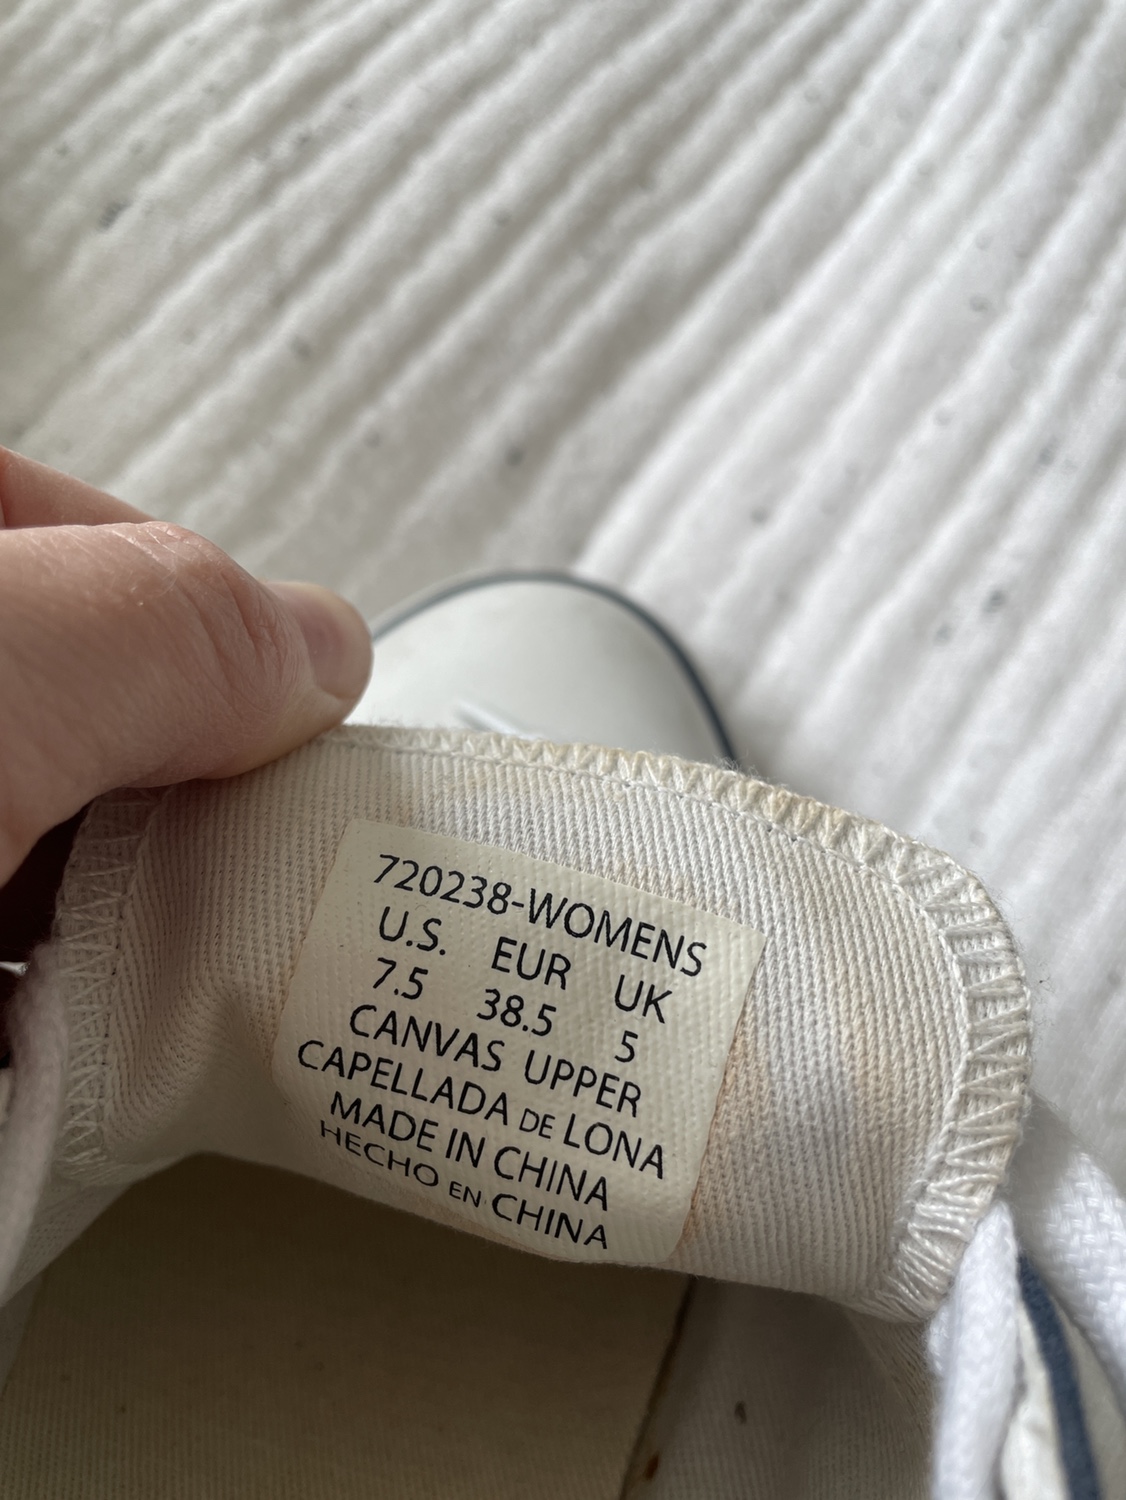 720238-WOMENS
U.S. EUR UK
7.5 38.5 5
CANVAS UPPER
CAPELLADA DE LONA
MADE IN CHINA
HECHO EN CHINA